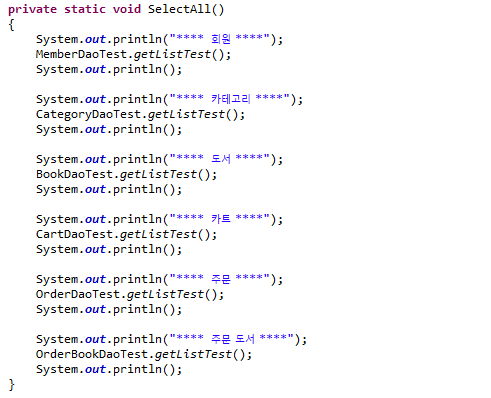 private static void SelectAll()
{
    System.out.println("**** 회원 ****");
    MemberDaoTest.getListTest();
    System.out.println();

    System.out.println("**** 카테고리 ****");
    CategoryDaoTest.getListTest();
    System.out.println();

    System.out.println("**** 도서 ****");
    BookDaoTest.getListTest();
    System.out.println();

    System.out.println("**** 카트 ****");
    CartDaoTest.getListTest();
    System.out.println();

    System.out.println("**** 주문 ****");
    OrderDaoTest.getListTest();
    System.out.println();

    System.out.println("**** 주문 도서 ****");
    OrderBookDaoTest.getListTest();
    System.out.println();
}